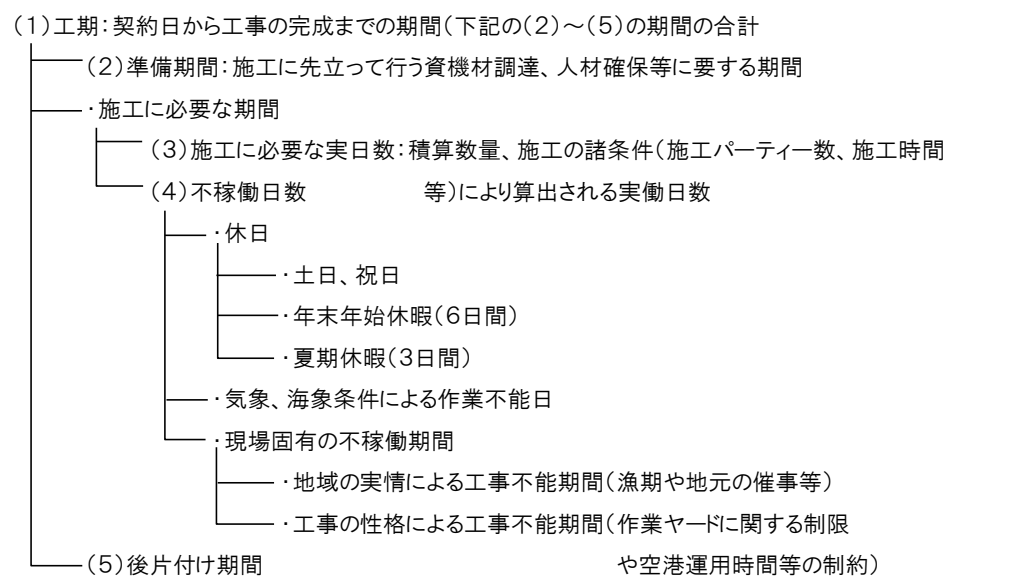 (1)工期：契約日から工事の完成までの期間(下記の(2)～(5)の期間の合計
(2)準備期間：施工に先立って行う資機材調達、人材確保等に要する期間
・施工に必要な期間
(3)施工に必要な実日数：積算数量、施工の諸条件(施工パーティー数、施工時間
(4)不稼働日数　等)により算出される実働日数
・休日
・土日、祝日
・年末年始休暇(6日間)
・夏期休暇(3日間)
・気象、海象条件による作業不能日
・現場固有の不稼働期間
・地域の実情による工事不能期間(漁期や地元の催事等)
・工事の性格による工事不能期間(作業ヤードに関する制限
(5)後片付け期間　や空港運用時間等の制約)